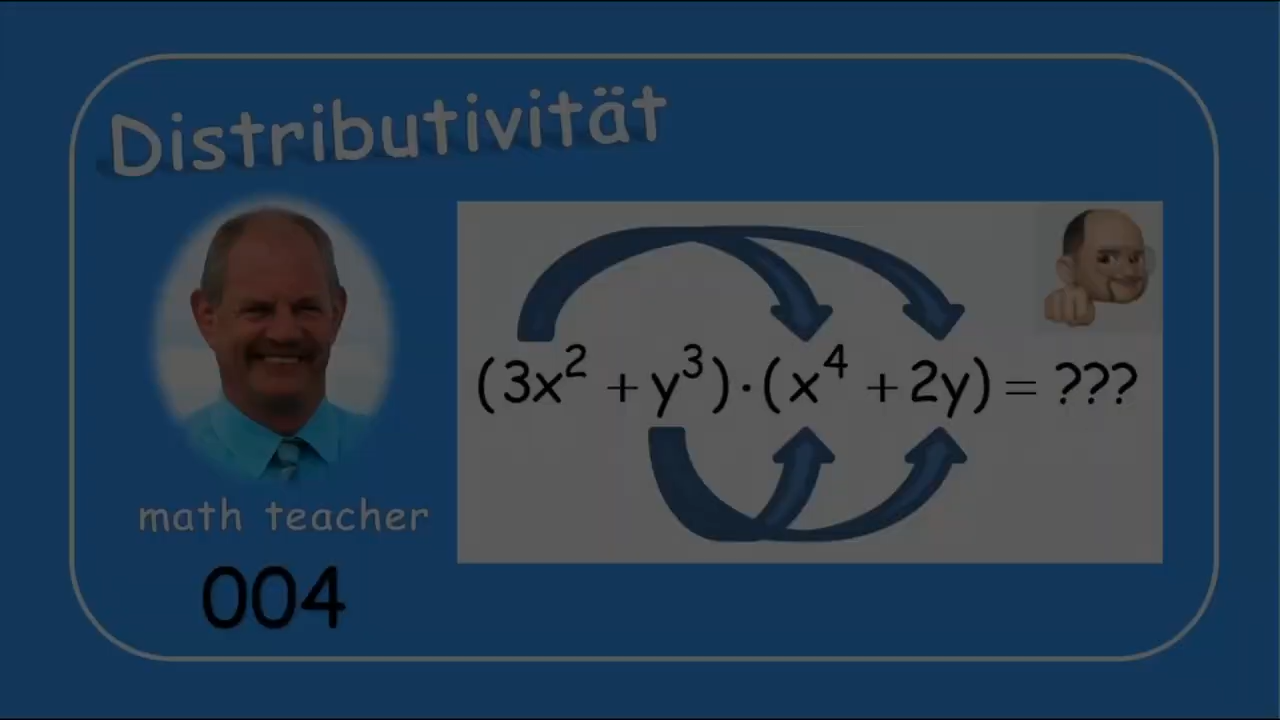 Distributivität
(3x² + y³)·(x⁴ + 2y) = ???
math teacher
004